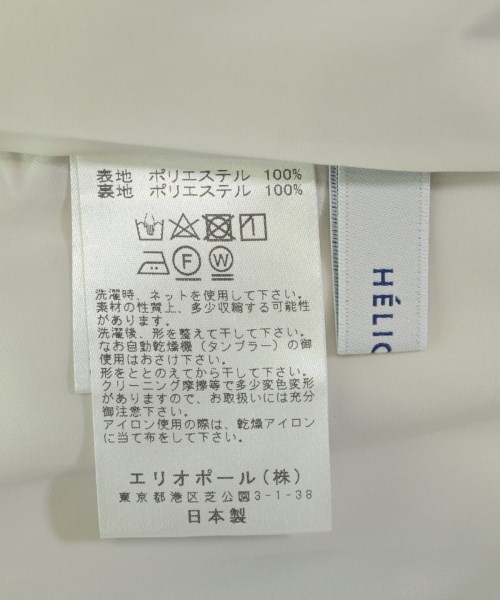 表地 ポリエステル 100%
裏地 ポリエステル 100%
F
W
洗濯時、ネットを使用して下さい。
素材の性質上、多少収縮する可能性
があります。
洗濯後、形を整えて干して下さい。
なお自動乾燥機（タンブラー）の御
使用はおさけ下さい。
形をととのえてから干して下さい。
クリーニング摩擦等で多少変色変形
がありますので、お取扱いには充分
御注意下さい。
アイロン使用の際は、乾燥アイロン
に当て布をして下さい。
エリオポール(株)
東京都港区芝公園3-1-38
日本製
HÉLIO